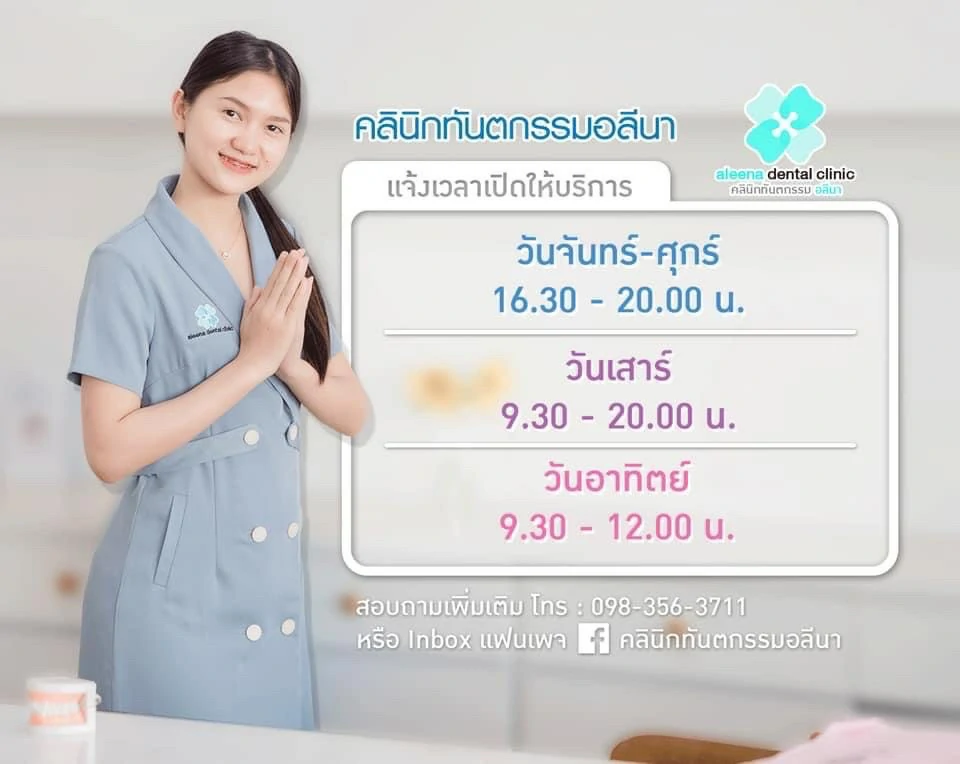 คลินิกทันตกรรมอลีนา
aleena dental clinic
คลินิกทันตกรรม อลีนา
แจ้งเวลาเปิดให้บริการ
วันจันทร์-ศุกร์
16.30 - 20.00 น.
วันเสาร์
9.30 - 20.00 น.
วันอาทิตย์
9.30 - 12.00 น.
aleena dental clinic
สอบถามเพิ่มเติม โทร : 098-356-3711
หรือ Inbox แฟนเพจ f คลินิกทันตกรรมอลีนา